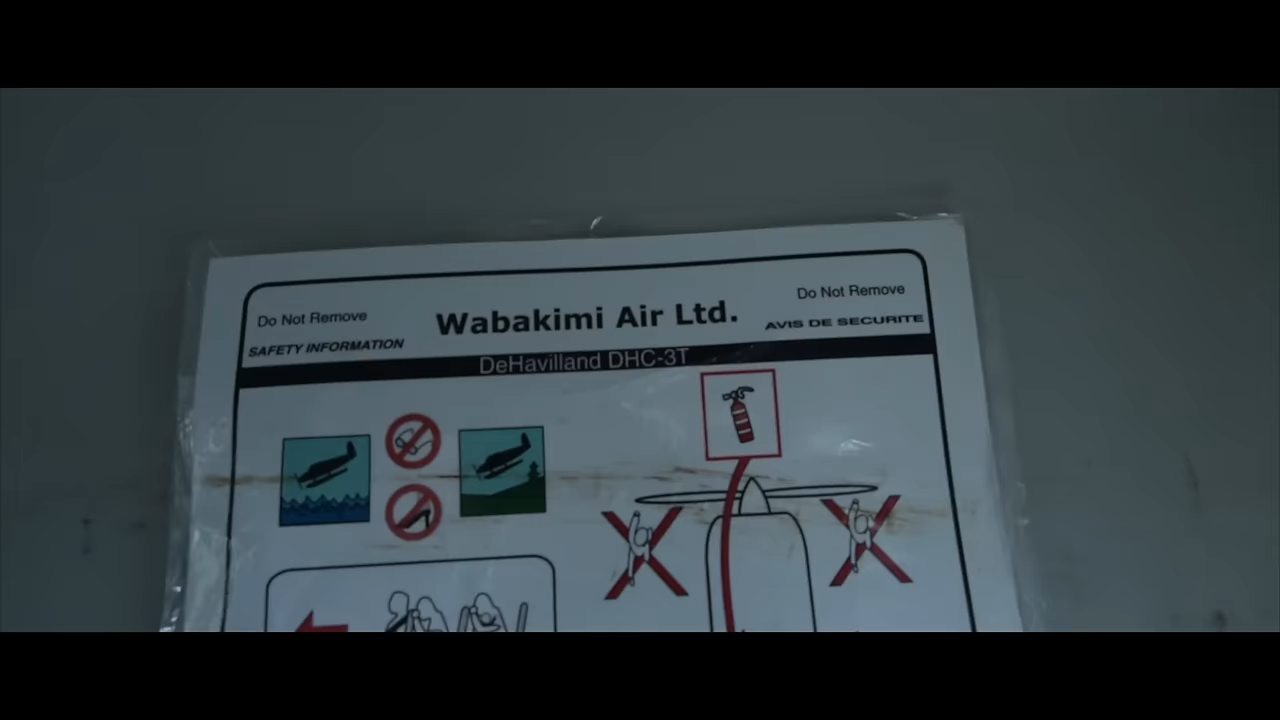 Do Not Remove
Wabakimi Air Ltd.
Do Not Remove
SAFETY INFORMATION
AVIS DE SECURITE
DeHavilland DHC-3T